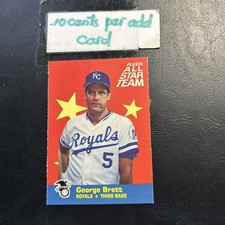 .10 cents per add
card
FLEER
ALL
STAR
TEAM
KC
Royals
5
George Brett
ROYALS • THIRD BASE